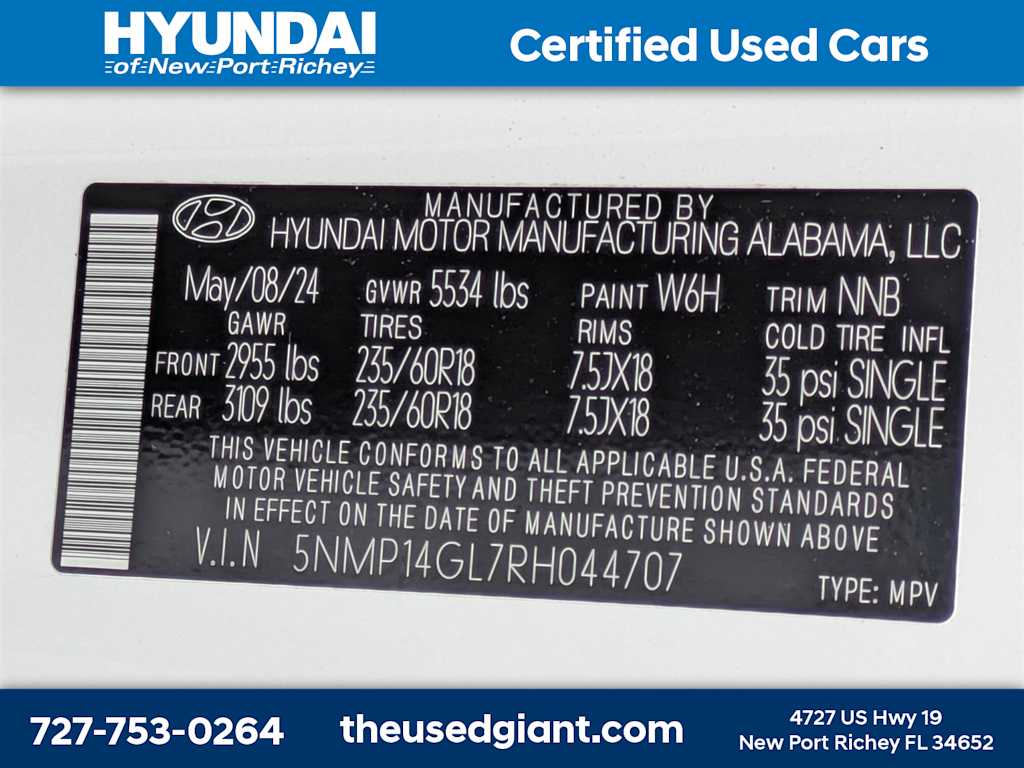 HYUNDAI
of New Port Richey
Certified Used Cars
MANUFACTURED BY
HYUNDAI MOTOR MANUFACTURING ALABAMA, LLC
May/08/24 GVWR 5534 lbs PAINT W6H TRIM NNB
GAWR TIRES RIMS COLD TIRE INFL
FRONT 2955 lbs 235/60R18 7.5JX18 35 psi SINGLE
REAR 3109 lbs 235/60R18 7.5JX18 35 psi SINGLE
THIS VEHICLE CONFORMS TO ALL APPLICABLE U.S.A. FEDERAL
MOTOR VEHICLE SAFETY AND THEFT PREVENTION STANDARDS
IN EFFECT ON THE DATE OF MANUFACTURE SHOWN ABOVE
V.I.N 5NMP14GL7RH044707
TYPE: MPV
727-753-0264
theusedgiant.com
4727 US Hwy 19
New Port Richey FL 34652